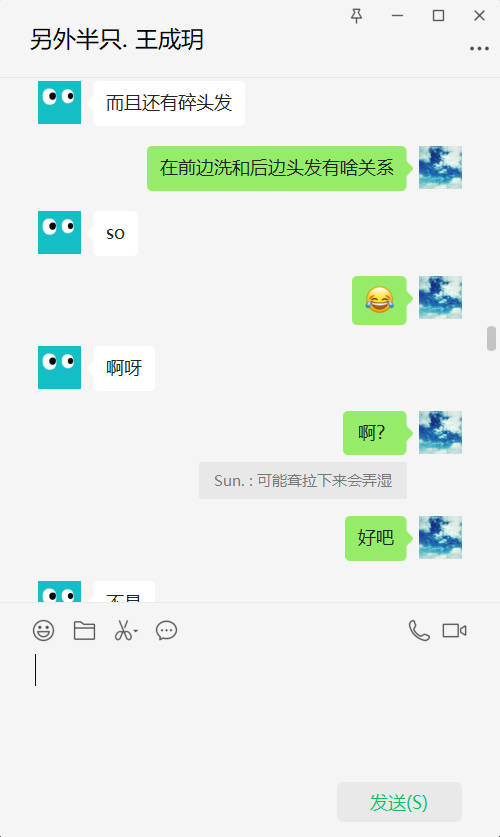 另外半只. 王成玥
而且还有碎头发
在前边洗和后边头发有啥关系
so
啊呀
啊？
Sun. : 可能耷拉下来会弄湿
好吧
不是
发送(S)